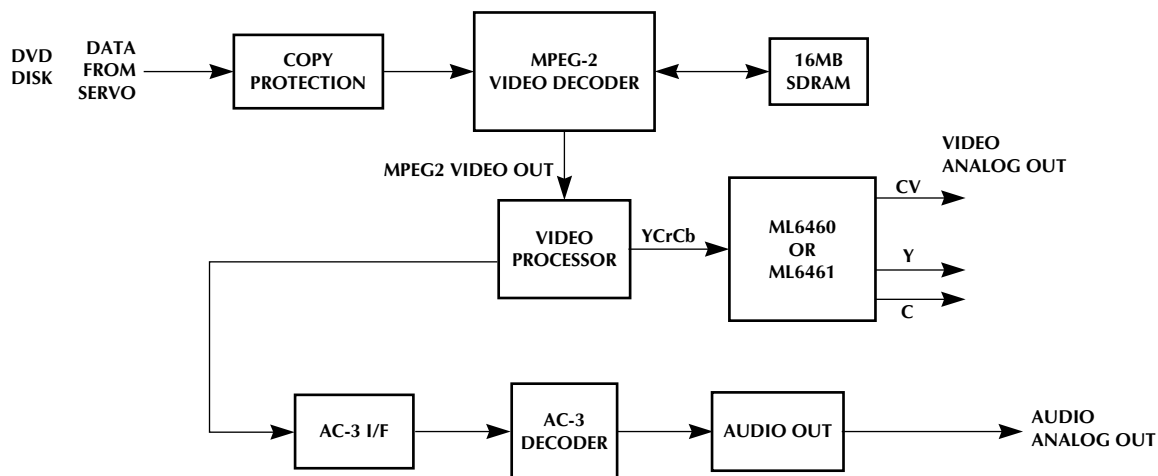 DVD
DISK
DATA
FROM
SERVO
COPY
PROTECTION
MPEG-2
VIDEO DECODER
16MB
SDRAM
MPEG2 VIDEO OUT
VIDEO
PROCESSOR
YCrCb
ML6460
OR
ML6461
VIDEO
ANALOG OUT
CV
Y
C
AC-3 I/F
AC-3
DECODER
AUDIO OUT
AUDIO
ANALOG OUT